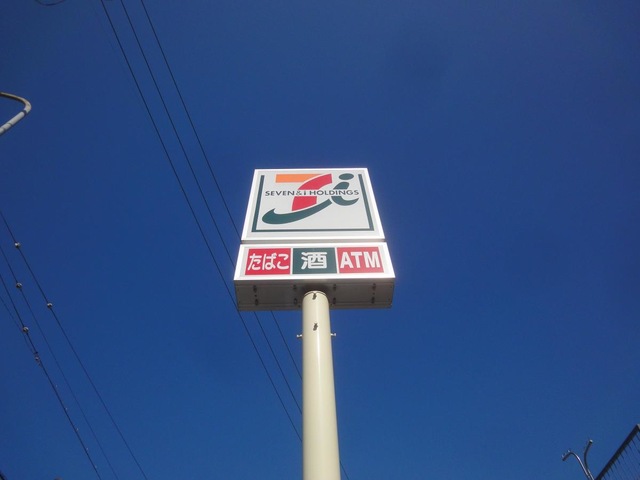 SEVEN & i HOLDINGS
たばこ 酒 ATM